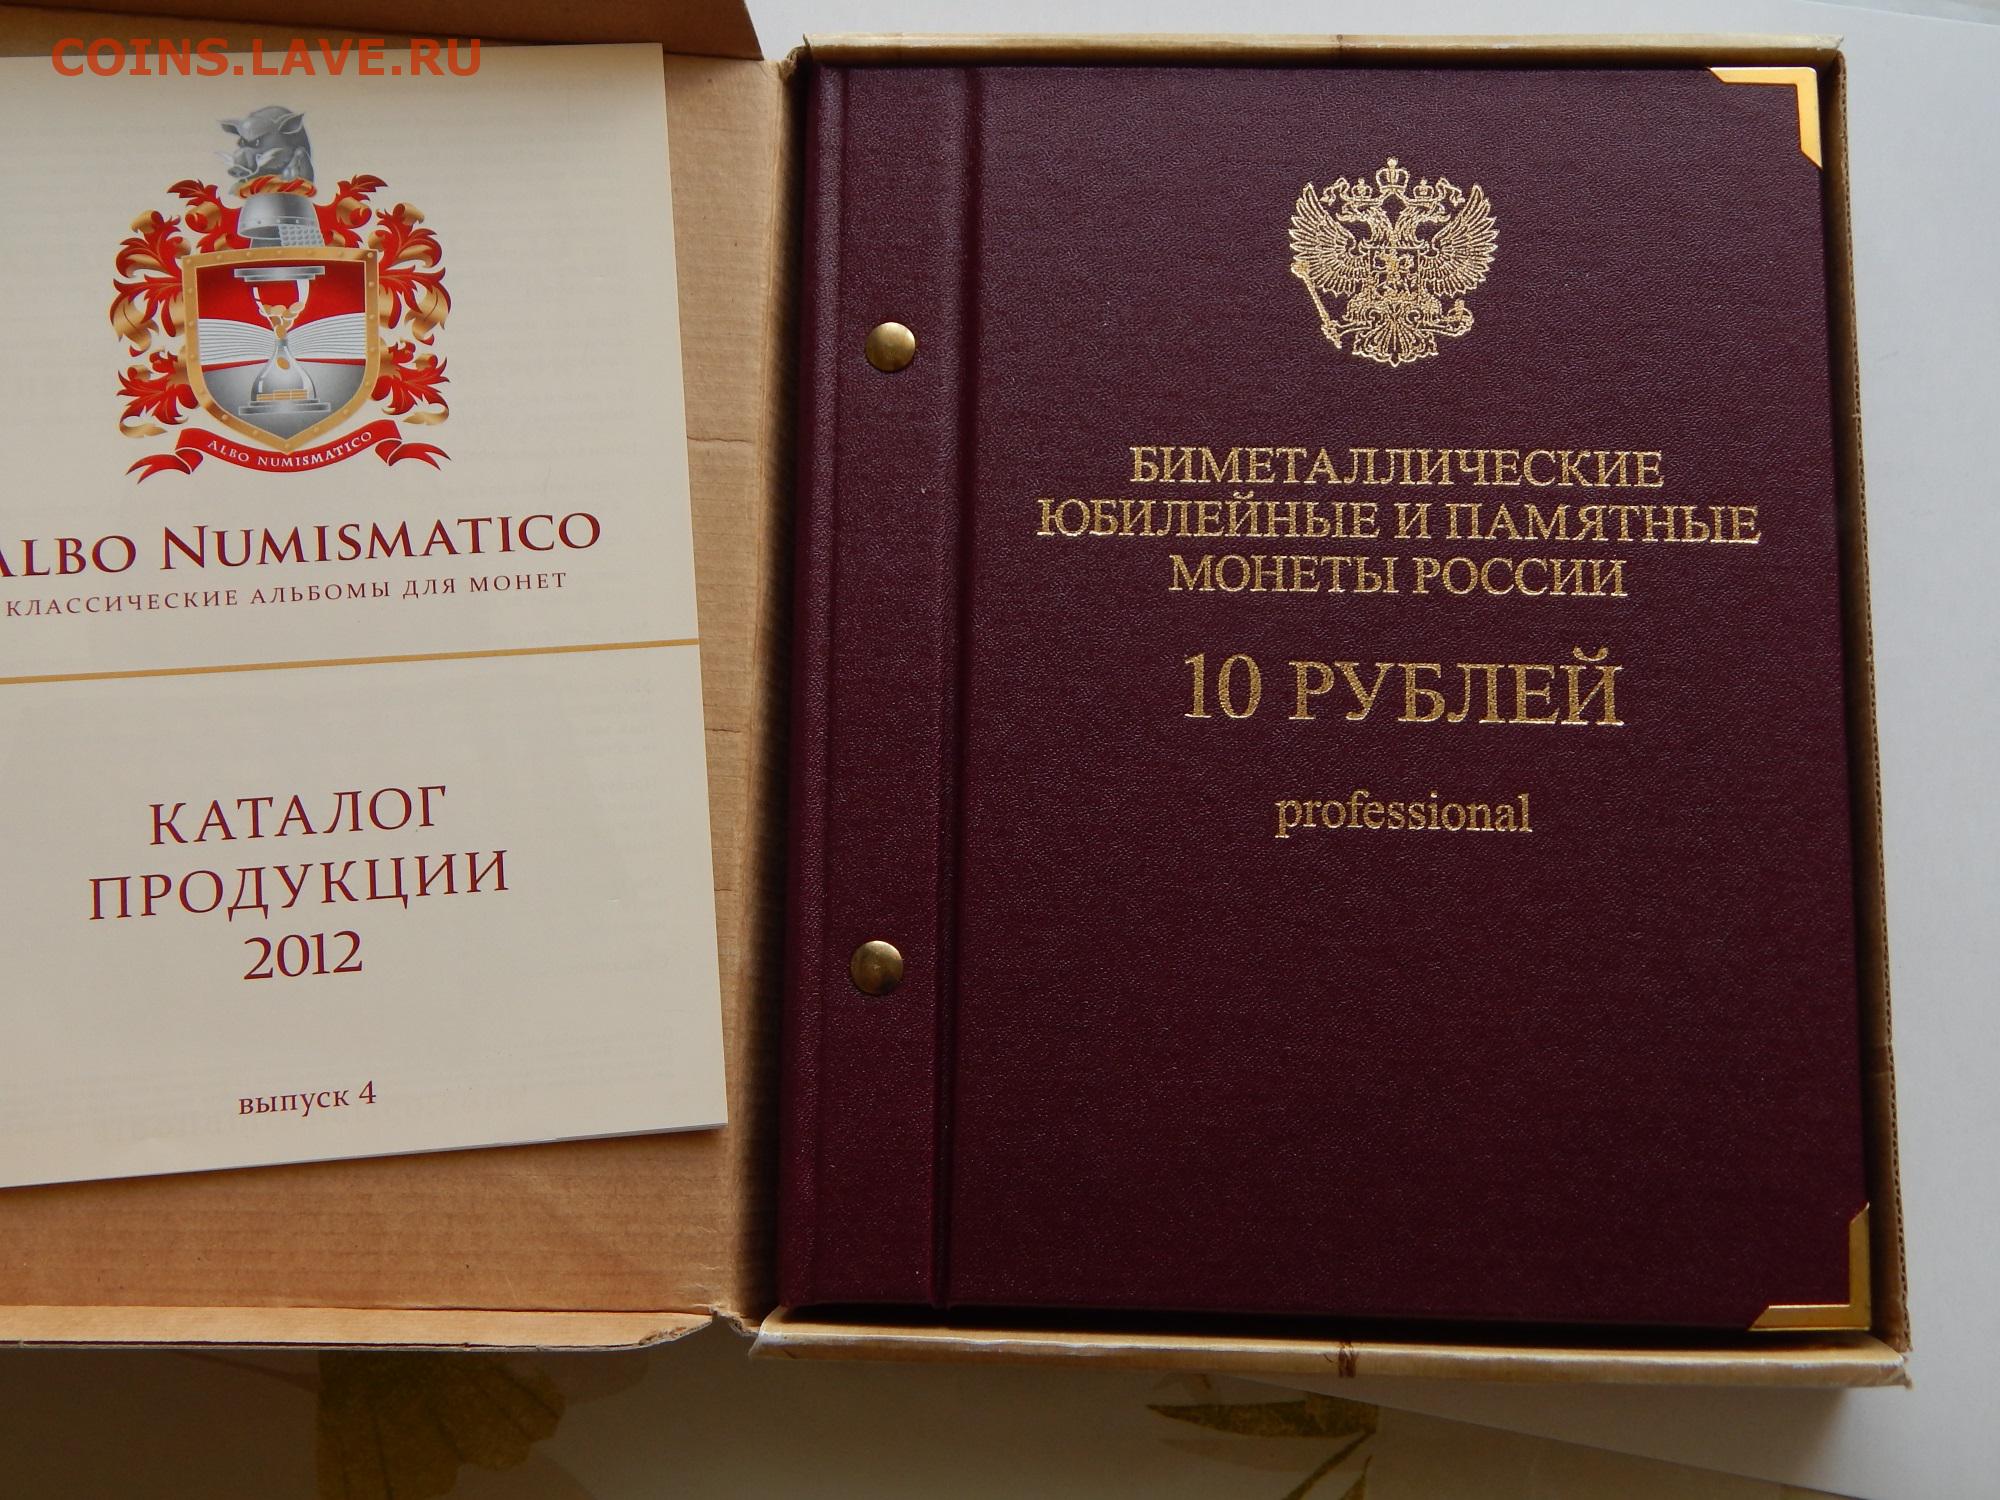 COINS.LAVE.RU
ALBO NUMISMATICO
ALBO NUMISMATICO
КЛАССИЧЕСКИЕ АЛЬБОМЫ ДЛЯ МОНЕТ
КАТАЛОГ
ПРОДУКЦИИ
2012
выпуск 4
БИМЕТАЛЛИЧЕСКИЕ
ЮБИЛЕЙНЫЕ И ПАМЯТНЫЕ
МОНЕТЫ РОССИИ
10 РУБЛЕЙ
professional